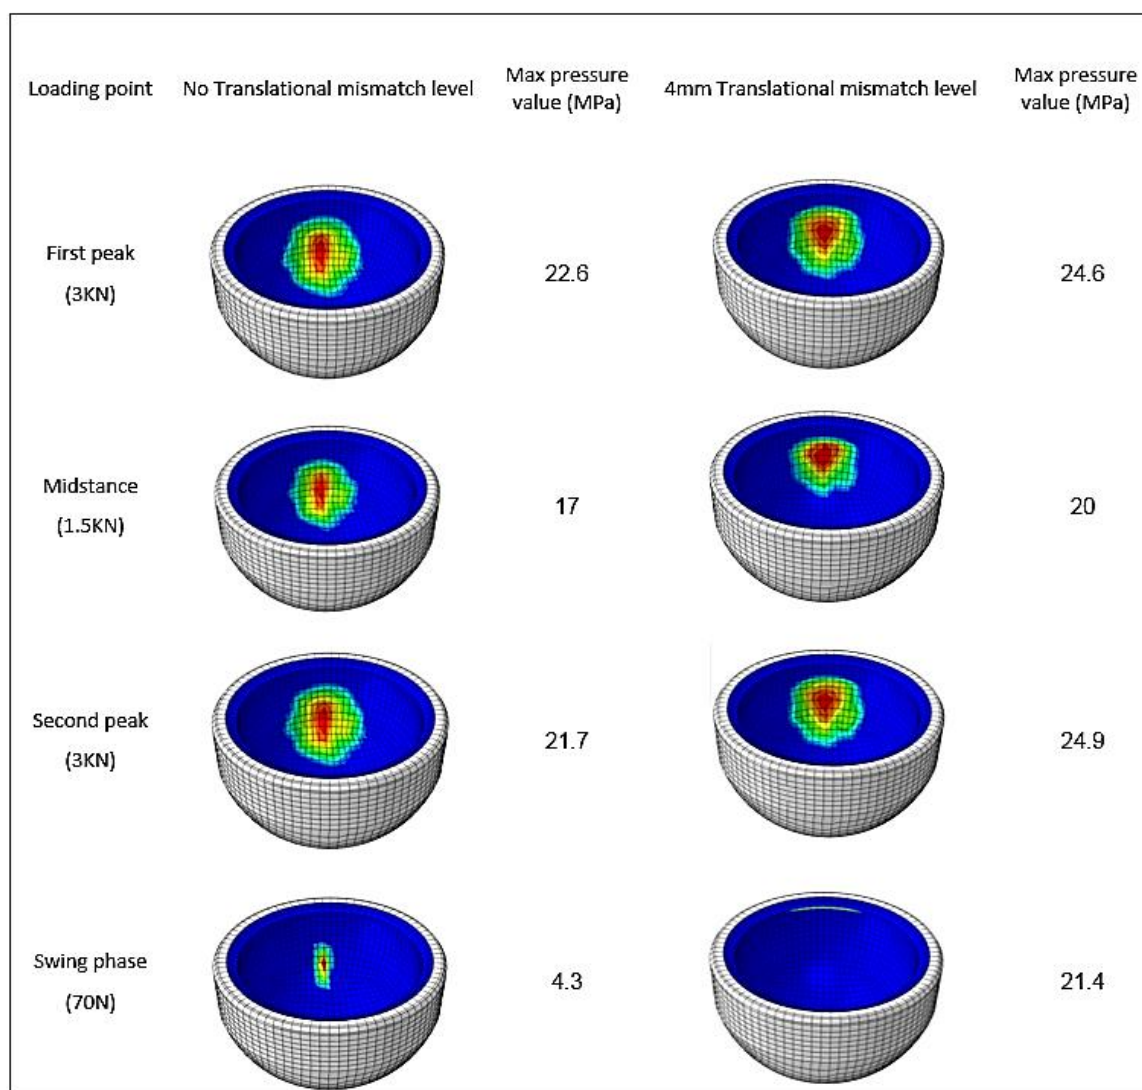 Loading point
No Translational mismatch level
Max pressure
value (MPa)
4mm Translational mismatch level
Max pressure
value (MPa)
First peak
(3KN)
22.6
24.6
Midstance
(1.5KN)
17
20
Second peak
(3KN)
21.7
24.9
Swing phase
(70N)
4.3
21.4